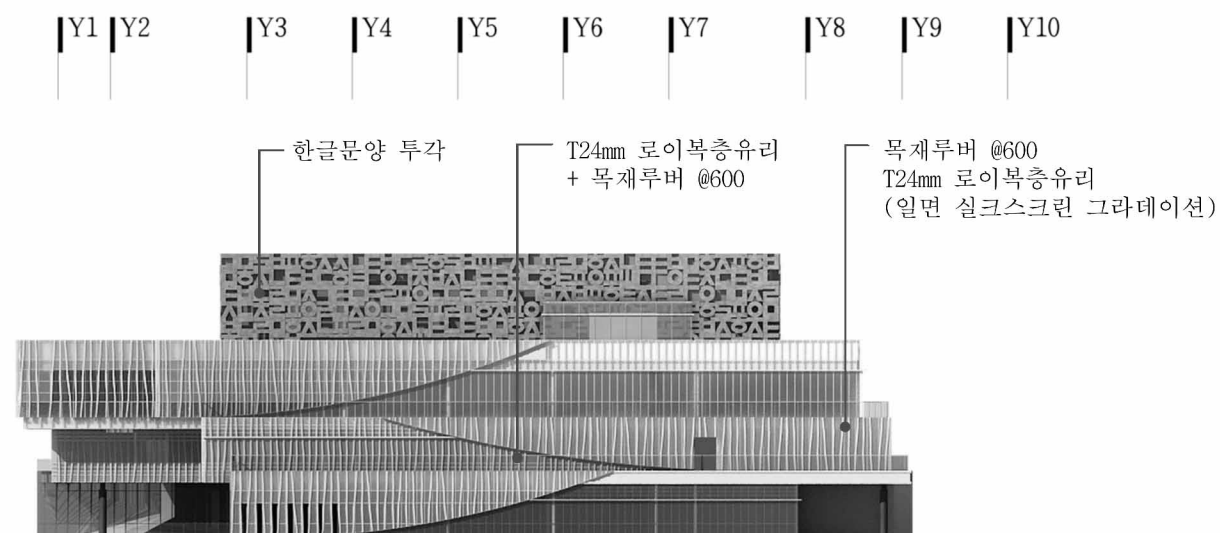 Y1 Y2 Y3 Y4 Y5 Y6 Y7 Y8 Y9 Y10
한글문양 투각
T24mm 로이복층유리
+ 목재루버 @600
목재루버 @600
T24mm 로이복층유리
(일면 실크스크린 그라데이션)